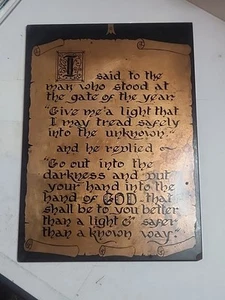 I said to the
man who stood at
the gate of the year
"Give me a light that
I may tread safely
into the unknown."
and he replied ~
"Go out into the
darkness and put
your hand into the
hand of GOD that
shall be to you better
than a light & safer
than a known way."